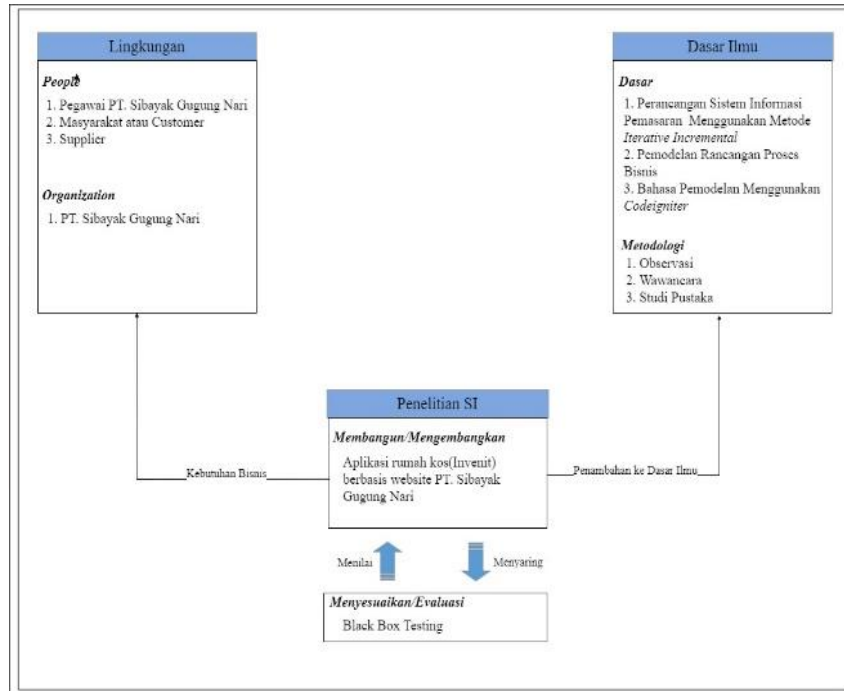 Lingkungan
People
1. Pegawai PT. Sibayak Gugung Nari
2. Masyarakat atau Customer
3. Supplier
Organization
1. PT. Sibayak Gugung Nari
Dasar Ilmu
Dasar
1. Perancangan Sistem Informasi
Pemasaran Menggunakan Metode
Iterative Incremental
2. Pemodelan Rancangan Proses
Bisnis
3. Bahasa Pemodelan Menggunakan
Codeigniter
Metodologi
1. Observasi
2. Wawancara
3. Studi Pustaka
Penelitian SI
Membangun/Mengembangkan
Aplikasi rumah kos(Invenit)
berbasis website PT. Sibayak
Gugung Nari
Kebutuhan Bisnis
Penambahan ke Dasar Ilmu
Menilai
Menyaring
Menyesuaikan/Evaluasi
Black Box Testing